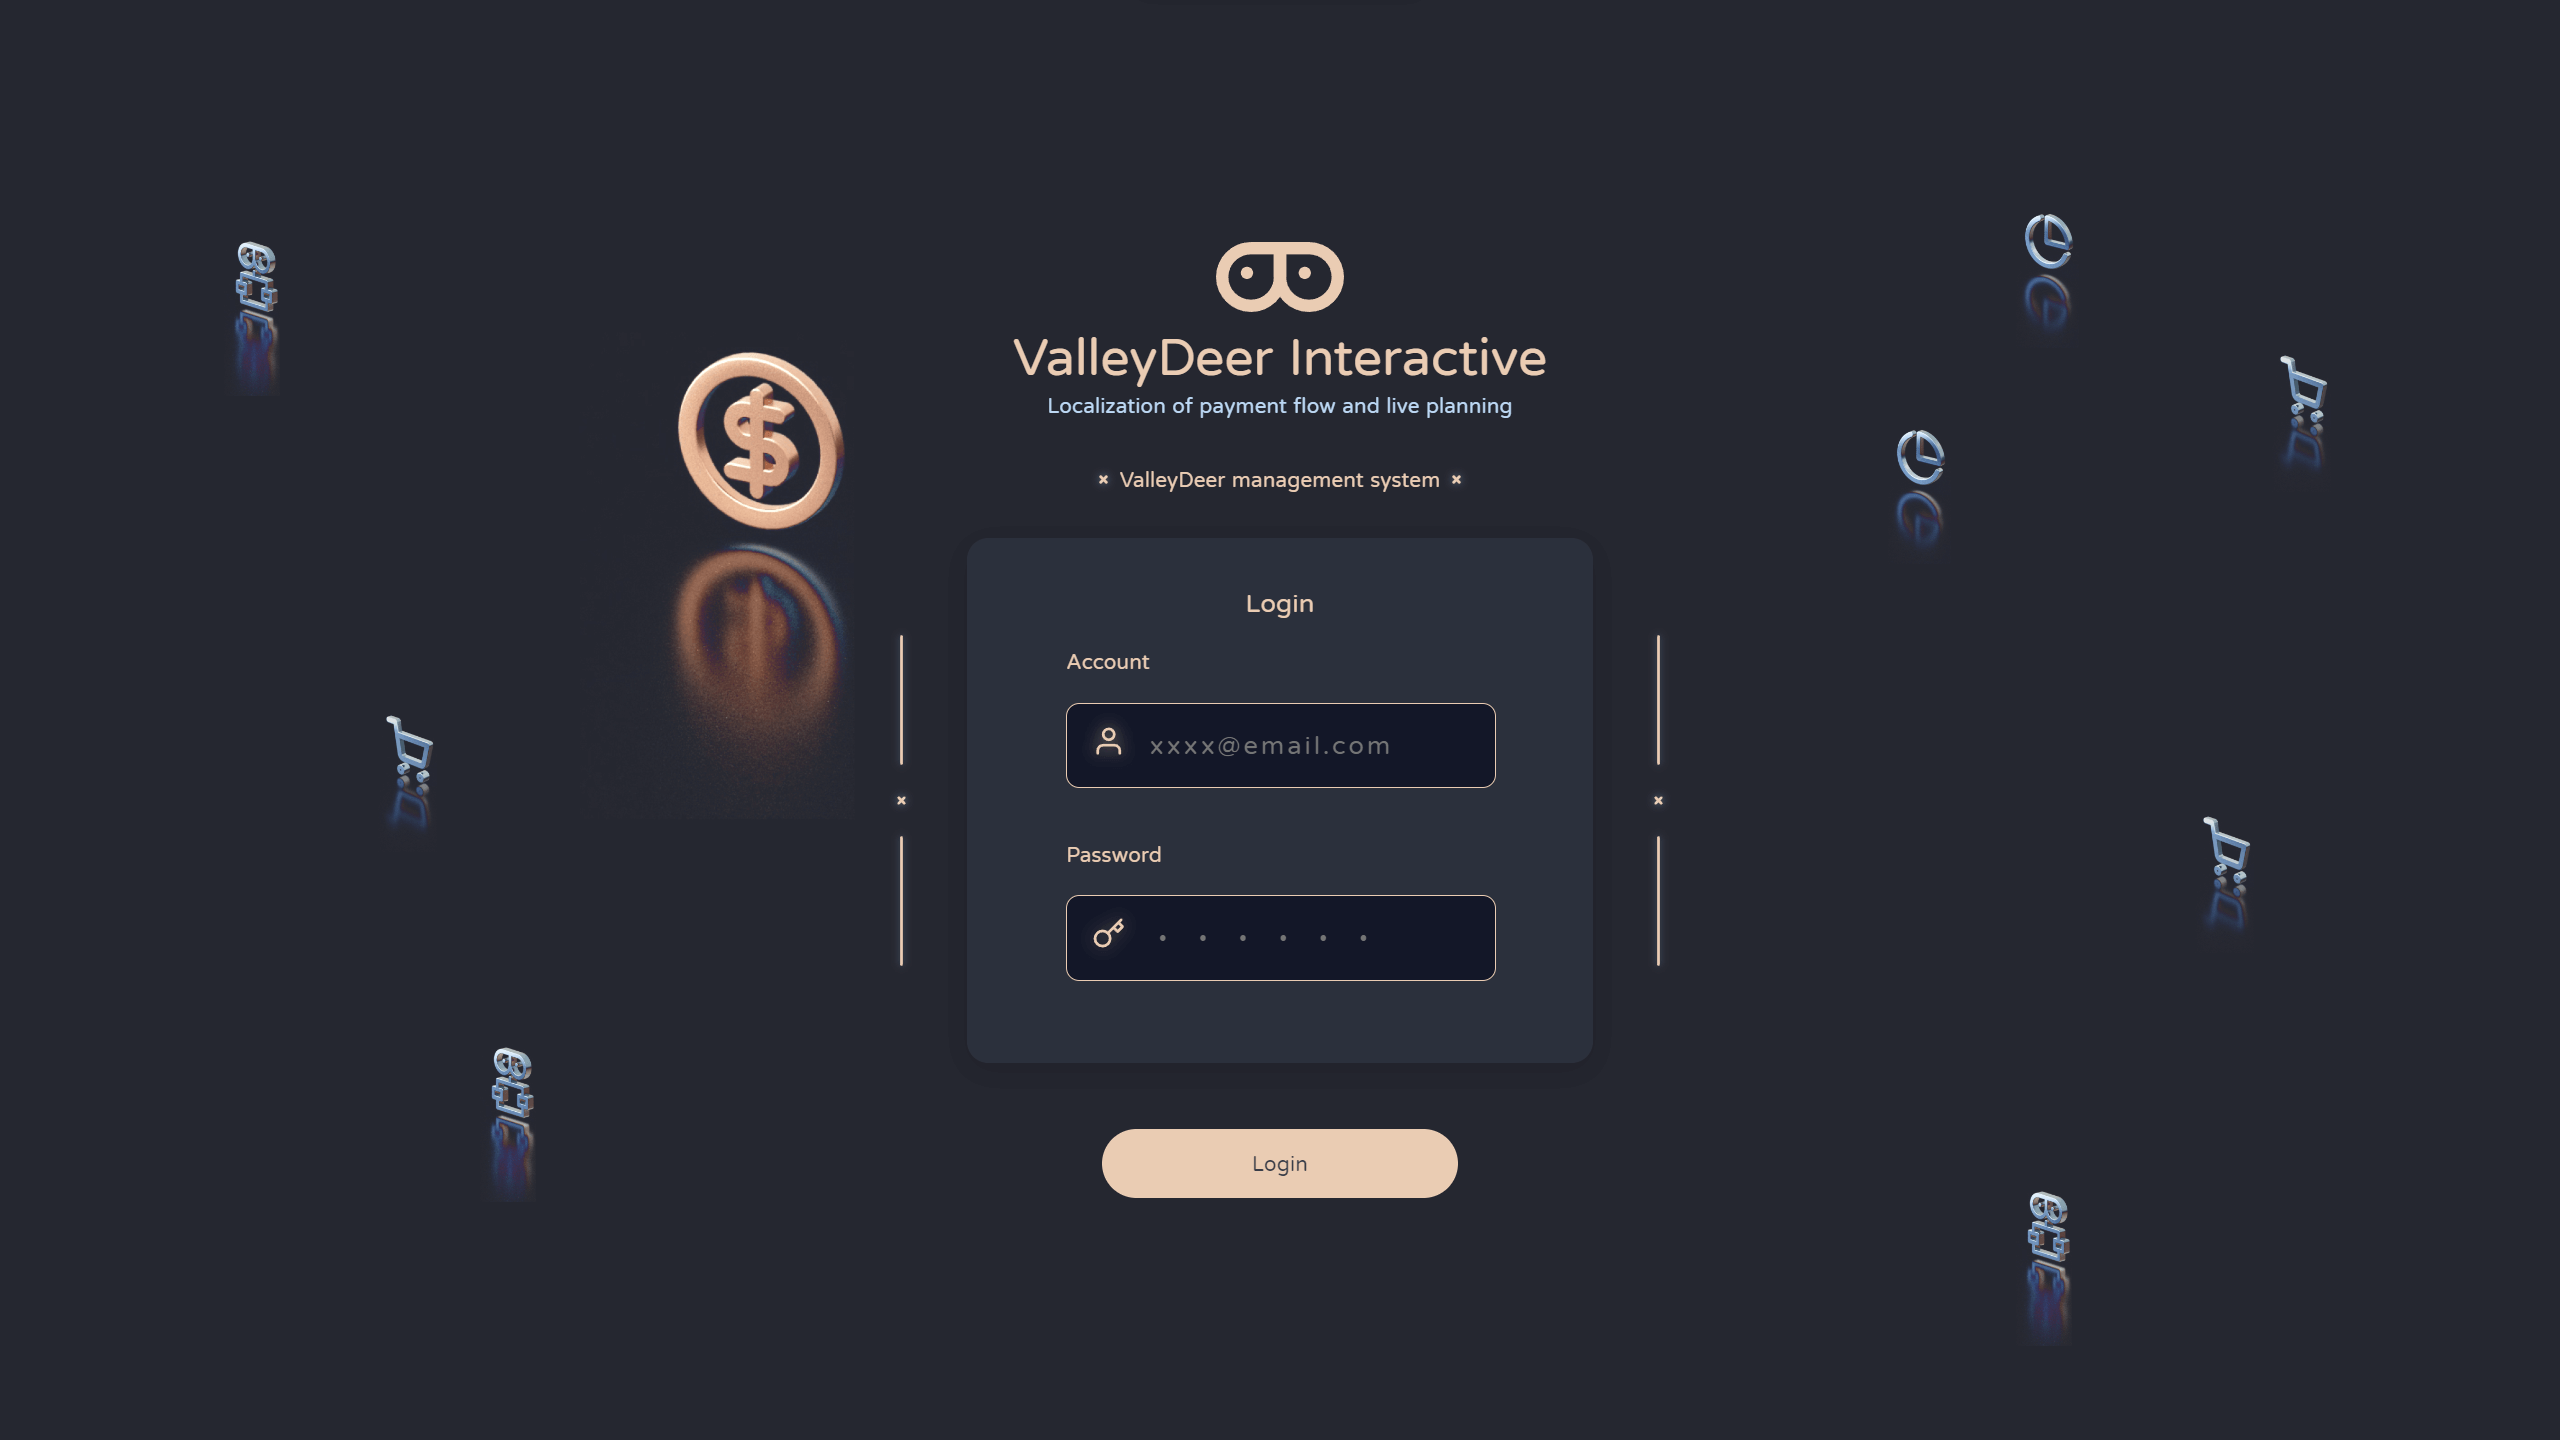 ValleyDeer Interactive
Localization of payment flow and live planning
ValleyDeer management system
Login
Account
xxxx@email.com
Password
Login